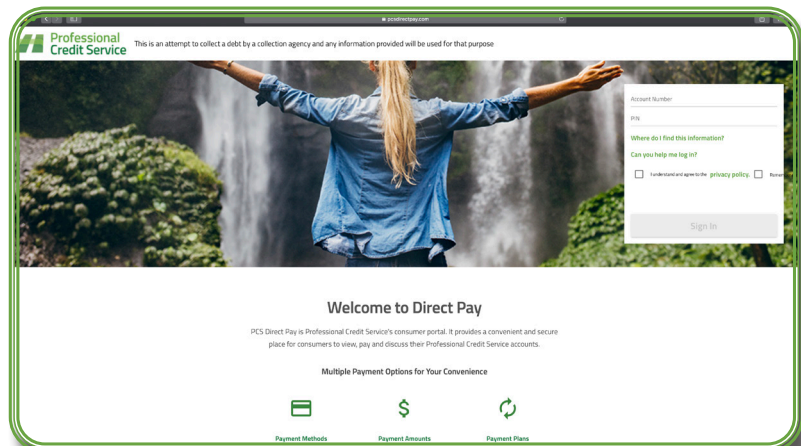 pcsdirectpay.com
Professional
Credit Service
This is an attempt to collect a debt by a collection agency and any information provided will be used for that purpose
Account Number
PIN
Where do I find this information?
Can you help me log in?
I understand and agree to the privacy policy.
Sign In
Welcome to Direct Pay
PCS Direct Pay is Professional Credit Service's consumer portal. It provides a convenient and secure
place for consumers to view, pay and discuss their Professional Credit Service accounts.
Multiple Payment Options for Your Convenience
Payment Methods
Payment Amounts
Payment Plans